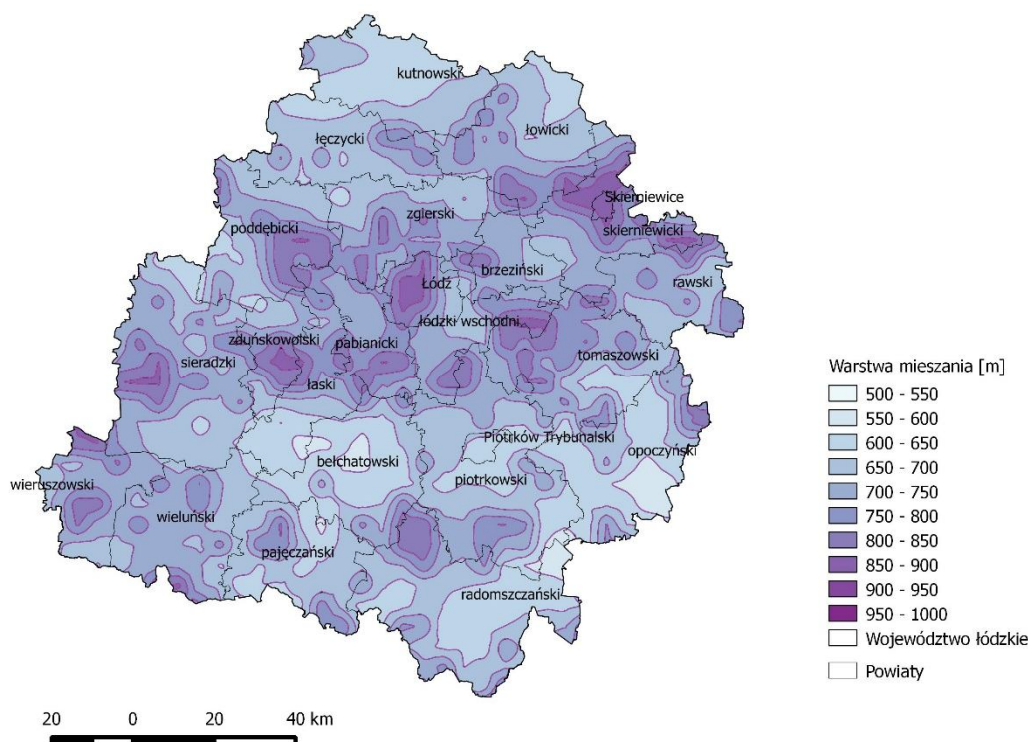 kutnowski
łowicki
łęczycki
Skierniewice
zgierski
poddębicki
skierniewicki
brzeziński
Łódź
rawski
łódzki wschodni
zduńskowolski
pabianicki
tomaszowski
sieradzki
łaski
Piotrków Trybunalski
opoczyński
bełchatowski
piotrkowski
wieruszowski
wieluński
pajęczański
radomszczański
Warstwa mieszania [m]
500 - 550
550 - 600
600 - 650
650 - 700
700 - 750
750 - 800
800 - 850
850 - 900
900 - 950
950 - 1000
Województwo łódzkie
Powiaty
20 0 20 40 km